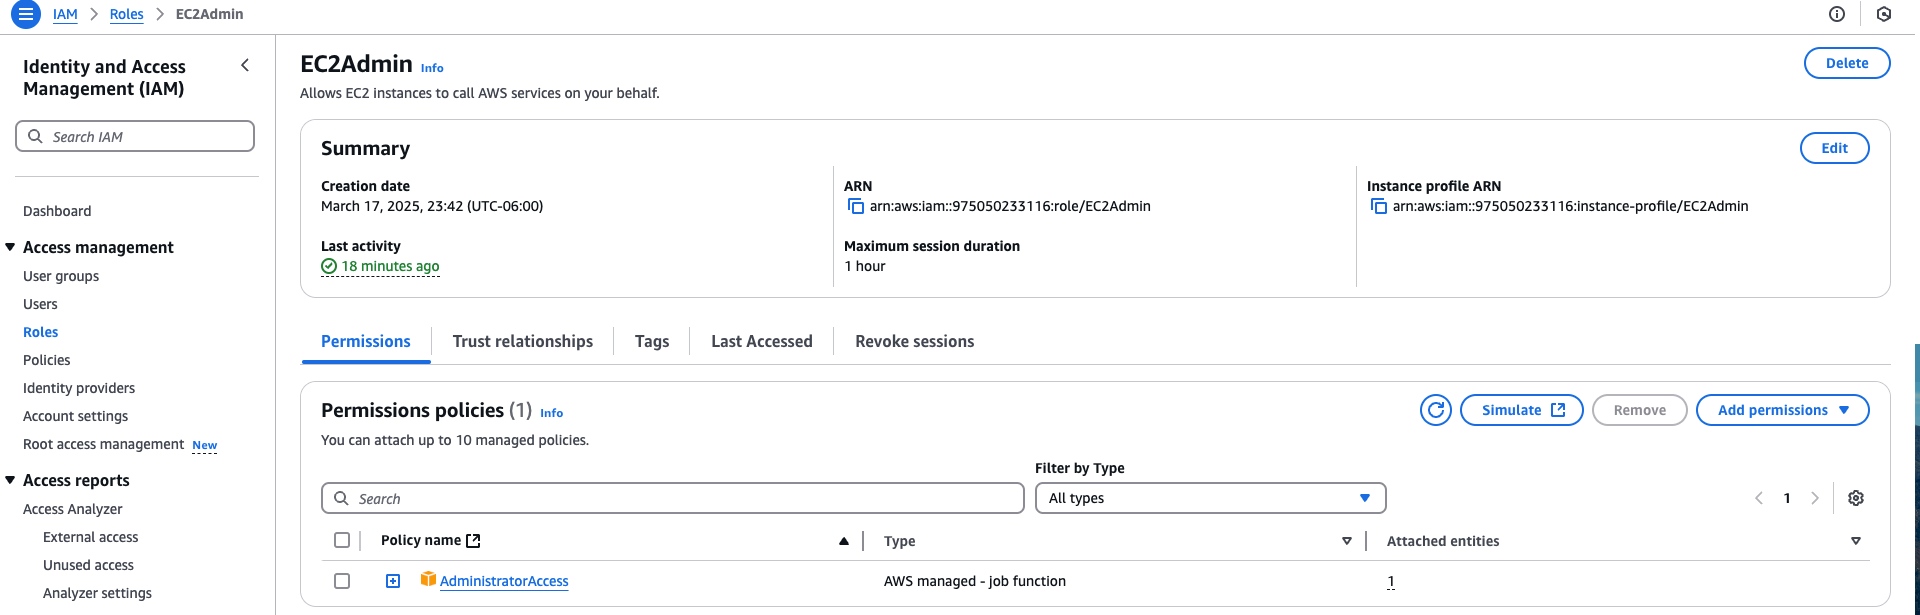 IAM > Roles > EC2Admin
Identity and Access Management (IAM)
Search IAM
Dashboard
Access management
User groups
Users
Roles
Policies
Identity providers
Account settings
Root access management New
Access reports
Access Analyzer
External access
Unused access
Analyzer settings
EC2Admin Info
Delete
Allows EC2 instances to call AWS services on your behalf.
Summary
Edit
Creation date
March 17, 2025, 23:42 (UTC-06:00)
Last activity
18 minutes ago
ARN
arn:aws:iam::975050233116:role/EC2Admin
Maximum session duration
1 hour
Instance profile ARN
arn:aws:iam::975050233116:instance-profile/EC2Admin
Permissions Trust relationships Tags Last Accessed Revoke sessions
Permissions policies (1) Info
Simulate Remove Add permissions
You can attach up to 10 managed policies.
Filter by Type
Search All types 1
Policy name Type Attached entities
AdministratorAccess AWS managed - job function 1